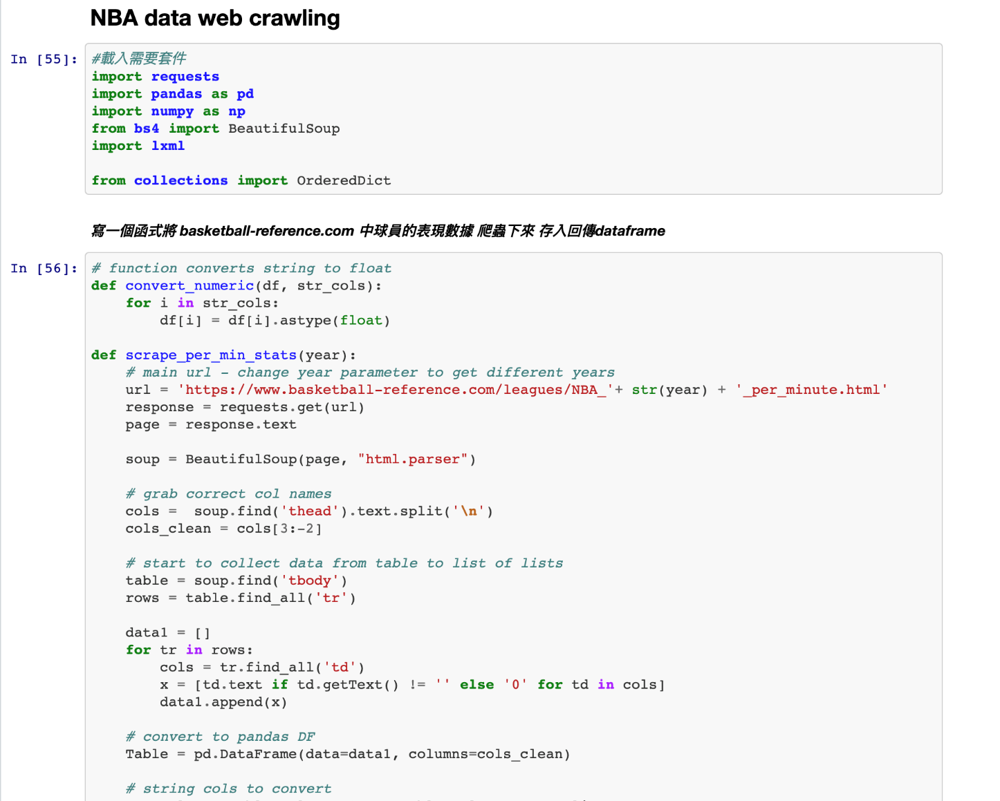 NBA data web crawling
In [55]:
#載入需要套件
import requests
import pandas as pd
import numpy as np
from bs4 import BeautifulSoup
import lxml
from collections import OrderedDict
寫一個函式將 basketball-reference.com 中球員的表現數據 爬蟲下來 存入回傳dataframe
In [56]:
# function converts string to float
def convert_numeric(df, str_cols):
    for i in str_cols:
        df[i] = df[i].astype(float)
def scrape_per_min_stats(year):
    # main url - change year parameter to get different years
    url = 'https://www.basketball-reference.com/leagues/NBA_'+ str(year) + '_per_minute.html'
    response = requests.get(url)
    page = response.text
    soup = BeautifulSoup(page, "html.parser")
    # grab correct col names
    cols =  soup.find('thead').text.split('\n')
    cols_clean = cols[3:-2]
    # start to collect data from table to list of lists
    table = soup.find('tbody')
    rows = table.find_all('tr')
    data1 = []
    for tr in rows:
        cols = tr.find_all('td')
        x = [td.text if td.getText() != '' else '0' for td in cols]
        data1.append(x)
    # convert to pandas DF
    Table = pd.DataFrame(data=data1, columns=cols_clean)
    # string cols to convert